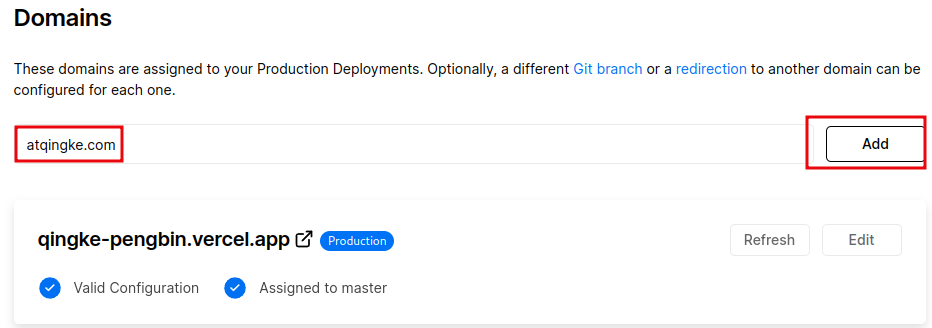 Domains
These domains are assigned to your Production Deployments. Optionally, a different Git branch or a redirection to another domain can be
configured for each one.
atqingke.com
Add
qingke-pengbin.vercel.app Production Refresh Edit
Valid Configuration Assigned to master